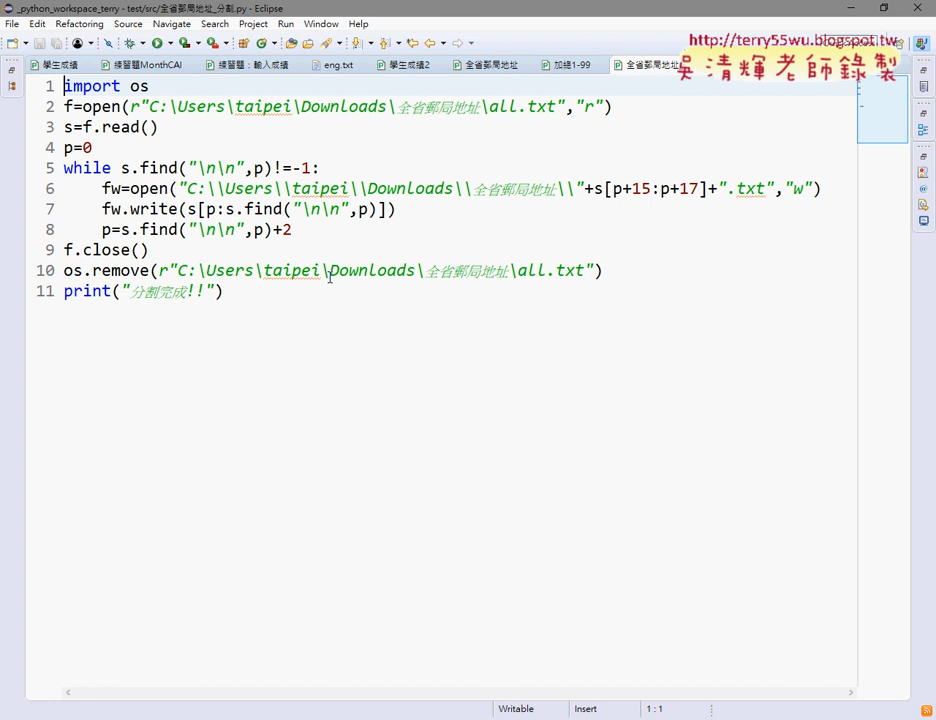 _python_workspace_terry - test/src/全省郵局地址_分割.py - Eclipse
File Edit Refactoring Source Navigate Search Project Run Window Help
http://terry55wu.blogspot.tw
吳清輝老師錄製
學生成績 練習題MonthCAl 練習題：輸入成績 eng.txt 學生成績2 全省郵局地址 加總1-99 全省郵局地址
1 import os
2 f=open(r"C:\Users\taipei\Downloads\全省郵局地址\all.txt","r")
3 s=f.read()
4 p=0
5 while s.find("\n\n",p)!=-1:
6 fw=open("C:\\Users\\taipei\\Downloads\\全省郵局地址\\"+s[p+15:p+17]+".txt","w")
7 fw.write(s[p:s.find("\n\n",p)])
8 p=s.find("\n\n",p)+2
9 f.close()
10 os.remove(r"C:\Users\taipei\Downloads\全省郵局地址\all.txt")
11 print("分割完成!!")
Writable Insert 1 : 1